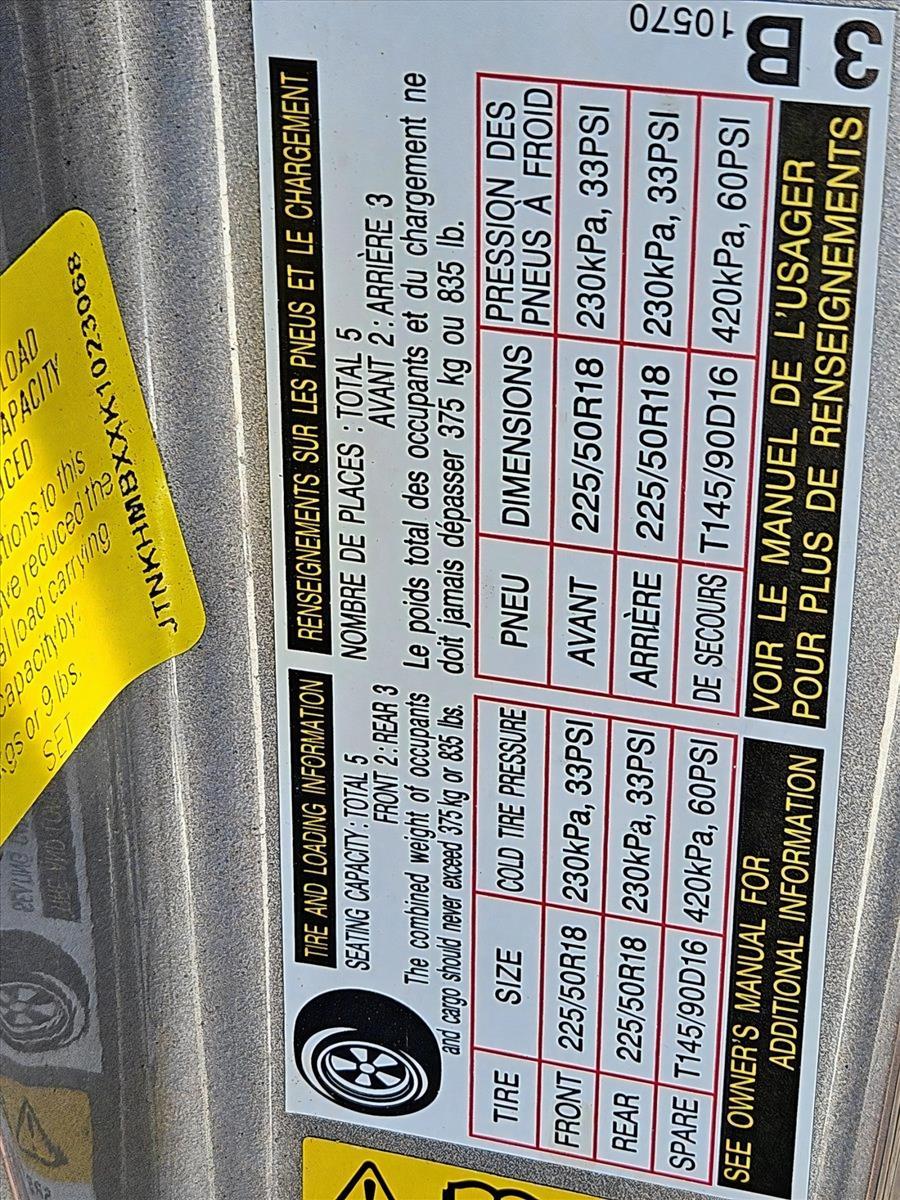 LOAD
CAPACITY
tions to this
ve reduced the
al load carrying
capacity by:
kgs or 9 lbs.
SET
JTNKHMBXXK1023068
TIRE AND LOADING INFORMATION
SEATING CAPACITY: TOTAL 5
FRONT 2: REAR 3
The combined weight of occupants
and cargo should never exceed 375 kg or 835 lbs.
TIRE SIZE COLD TIRE PRESSURE
FRONT 225/50R18 230kPa, 33PSI
REAR 225/50R18 230kPa, 33PSI
SPARE T145/90D16 420kPa, 60PSI
SEE OWNER'S MANUAL FOR
ADDITIONAL INFORMATION
RENSEIGNEMENTS SUR LES PNEUS ET LE CHARGEMENT
NOMBRE DE PLACES : TOTAL 5
AVANT 2 : ARRIÈRE 3
Le poids total des occupants et du chargement ne
doit jamais dépasser 375 kg ou 835 lb.
PNEU DIMENSIONS PRESSION DES
PNEUS À FROID
AVANT 225/50R18 230kPa, 33PSI
ARRIÈRE 225/50R18 230kPa, 33PSI
DE SECOURS T145/90D16 420kPa, 60PSI
VOIR LE MANUEL DE L'USAGER
POUR PLUS DE RENSEIGNEMENTS
10570
3
B